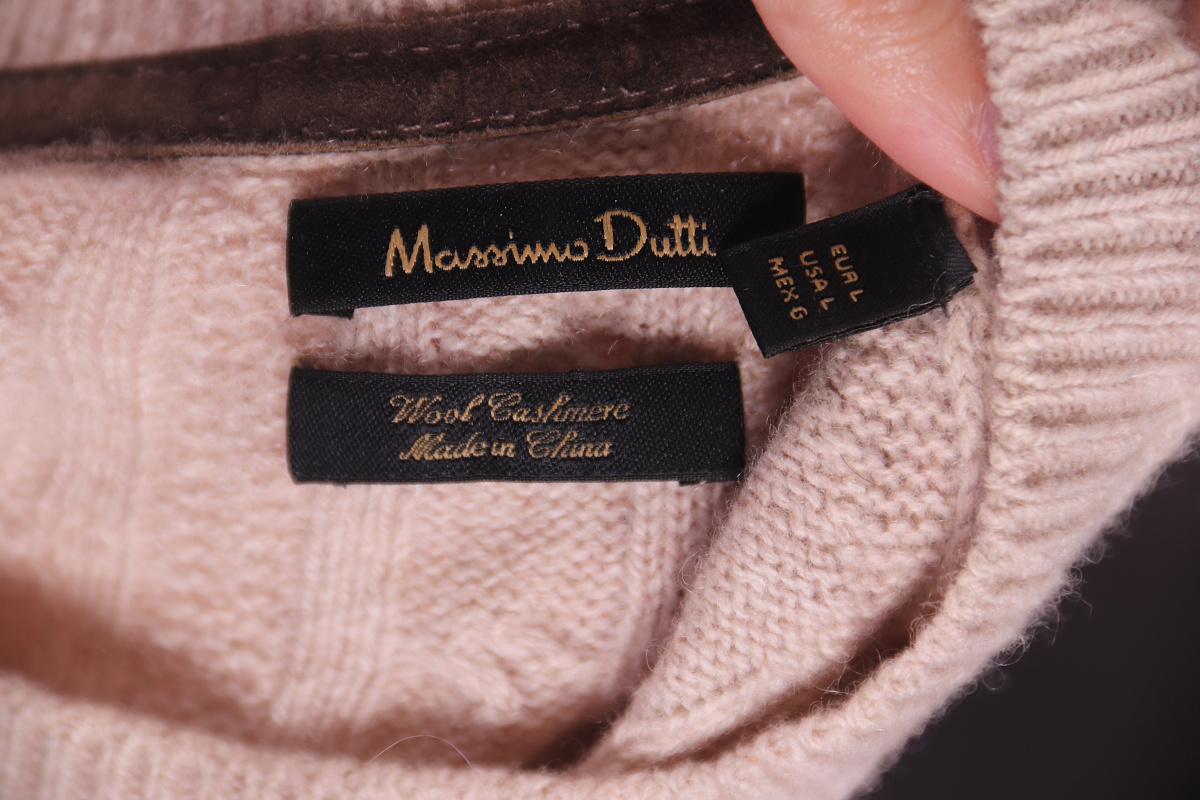 Massimo Dutti
EUR L
USA L
MEX G
Wool Cashmere
Made in China